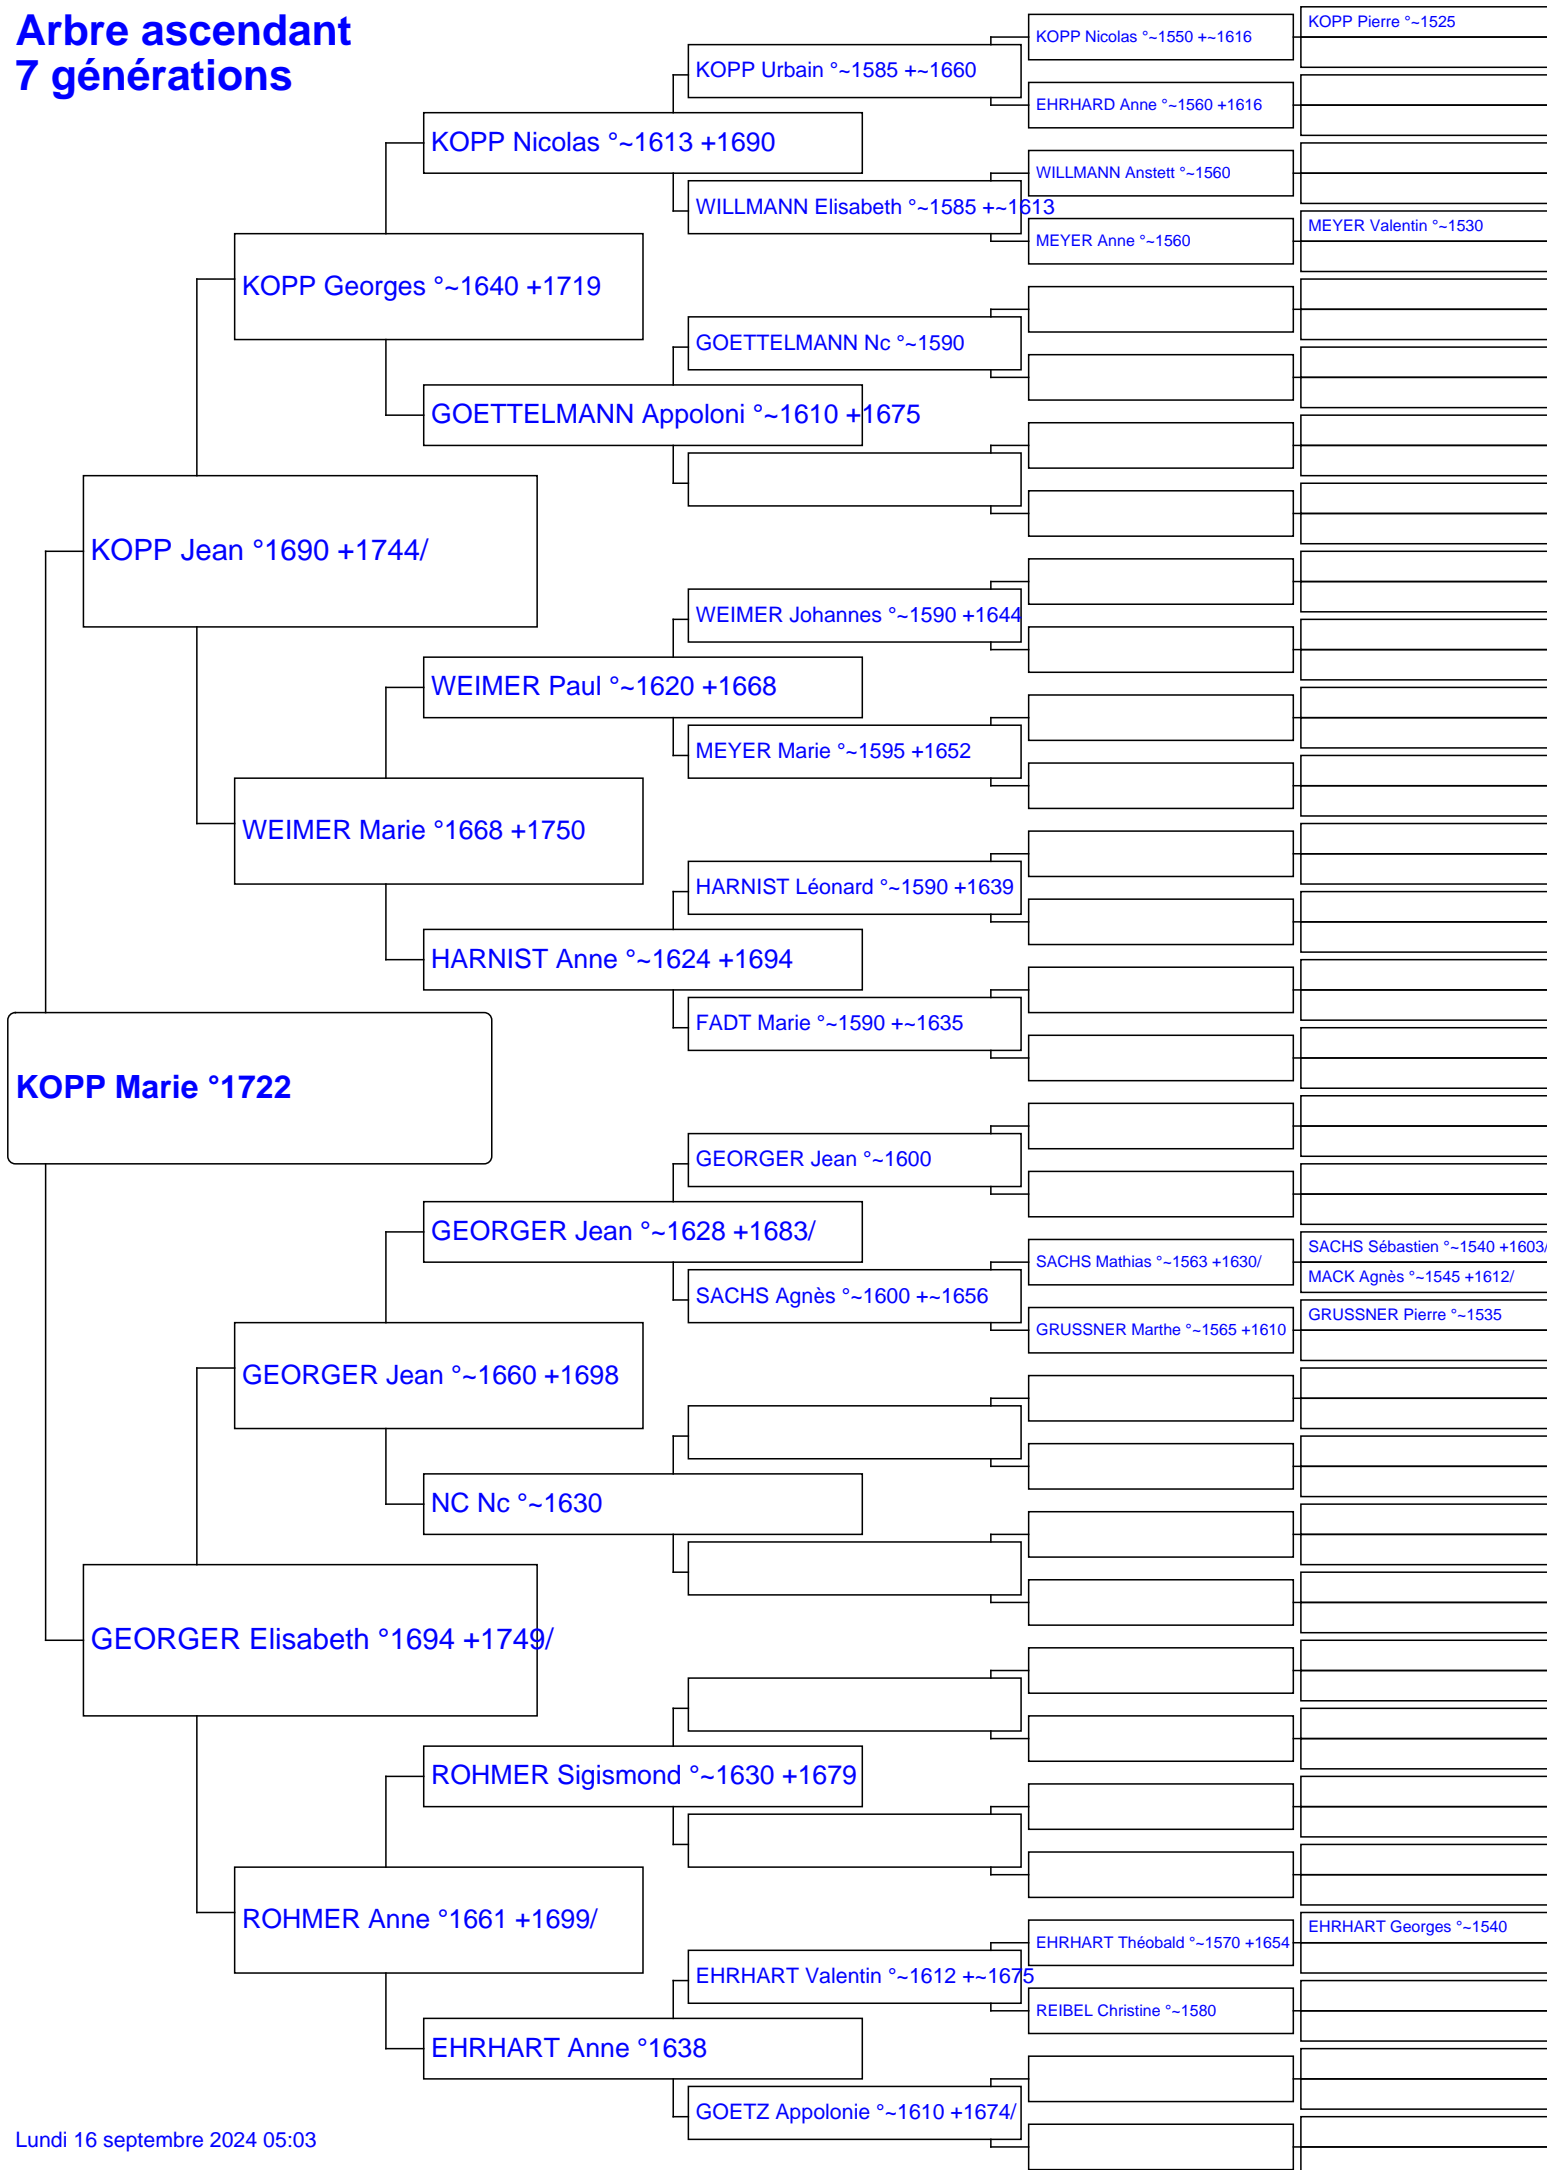 Arbre ascendant
7 générations
KOPP Pierre °~1525
KOPP Nicolas °~1550 +~1616
KOPP Urbain °~1585 +~1660
EHRHARD Anne °~1560 +1616
KOPP Nicolas °~1613 +1690
WILLMANN Anstett °~1560
WILLMANN Elisabeth °~1585 +~1613
MEYER Valentin °~1530
MEYER Anne °~1560
KOPP Georges °~1640 +1719
GOETTELMANN Nc °~1590
GOETTELMANN Appoloni °~1610 +1675
KOPP Jean °1690 +1744/
WEIMER Johannes °~1590 +1644
WEIMER Paul °~1620 +1668
MEYER Marie °~1595 +1652
WEIMER Marie °1668 +1750
HARNIST Léonard °~1590 +1639
HARNIST Anne °~1624 +1694
FADT Marie °~1590 +~1635
KOPP Marie °1722
GEORGER Jean °~1600
GEORGER Jean °~1628 +1683/
SACHS Sébastien °~1540 +1603/
SACHS Mathias °~1563 +1630/
MACK Agnès °~1545 +1612/
SACHS Agnès °~1600 +~1656
GRUSSNER Pierre °~1535
GRUSSNER Marthe °~1565 +1610
GEORGER Jean °~1660 +1698
NC Nc °~1630
GEORGER Elisabeth °1694 +1749/
ROHMER Sigismond °~1630 +1679
ROHMER Anne °1661 +1699/
EHRHART Georges °~1540
EHRHART Théobald °~1570 +1654
EHRHART Valentin °~1612 +~1675
REIBEL Christine °~1580
EHRHART Anne °1638
GOETZ Appolonie °~1610 +1674/
Lundi 16 septembre 2024 05:03